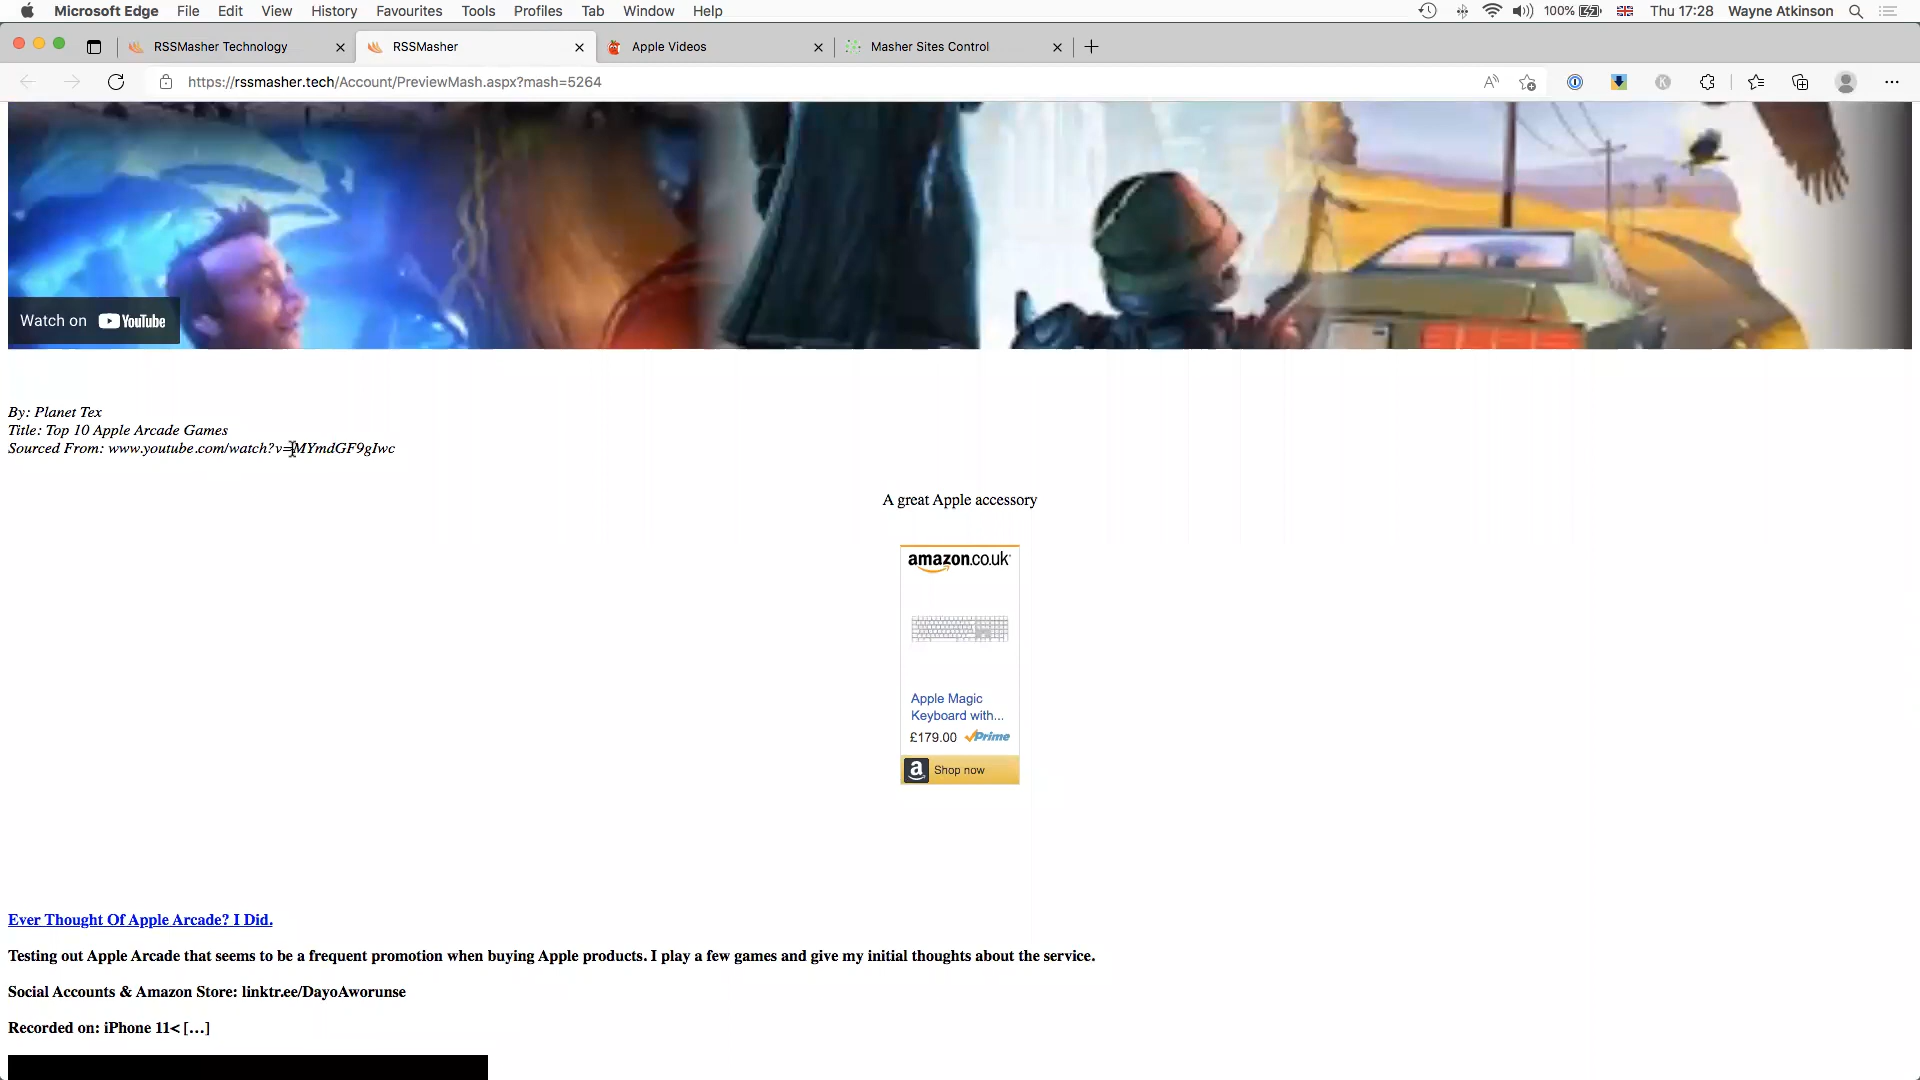 Microsoft Edge File Edit View History Favourites Tools Profiles Tab Window Help 100% Thu 17:28 Wayne Atkinson
RSSMasher Technology RSSMasher Apple Videos Masher Sites Control
https://rssmasher.tech/Account/PreviewMash.aspx?mash=5264
Watch on YouTube
By: Planet Tex
Title: Top 10 Apple Arcade Games
Sourced From: www.youtube.com/watch?v=MYmdGF9gIwc
A great Apple accessory
amazon.co.uk
Apple Magic
Keyboard with...
£179.00 Prime
a Shop now
Ever Thought Of Apple Arcade? I Did.
Testing out Apple Arcade that seems to be a frequent promotion when buying Apple products. I play a few games and give my initial thoughts about the service.
Social Accounts & Amazon Store: linktr.ee/DayoAworunse
Recorded on: iPhone 11< […]